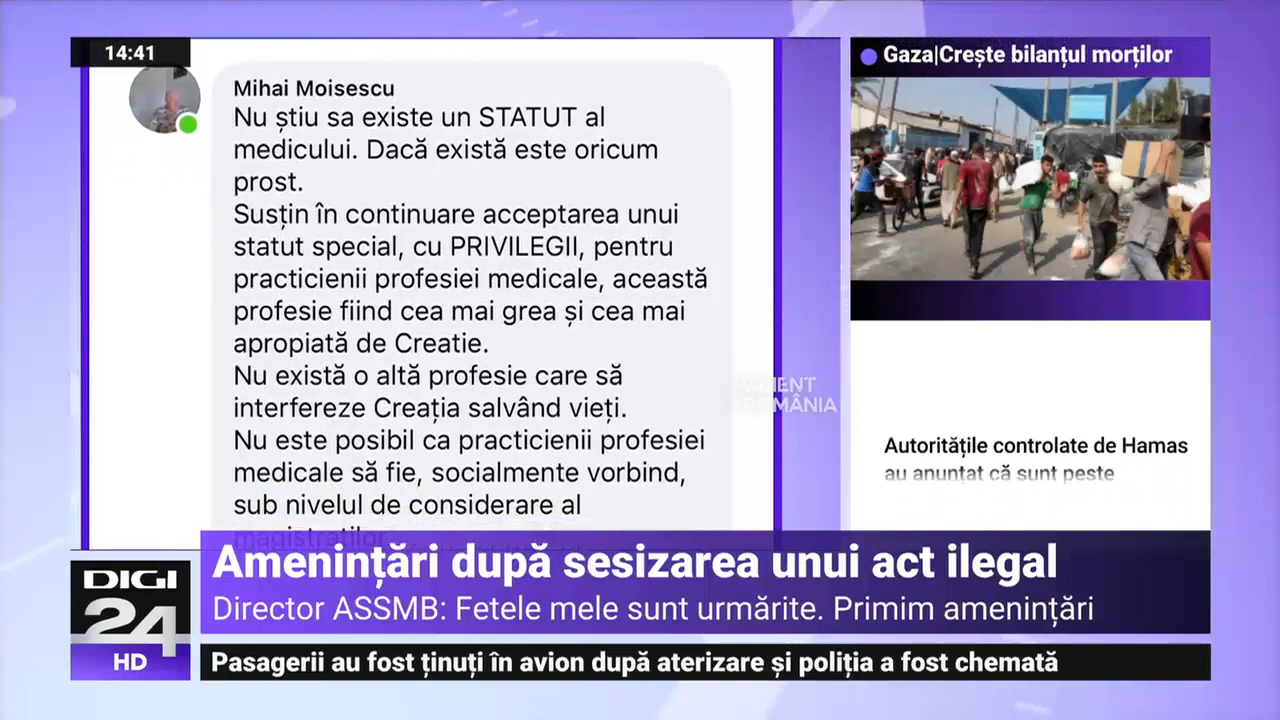 14:41
Mihai Moisescu
Nu știu sa existe un STATUT al
medicului. Dacă există este oricum
prost.
Susțin în continuare acceptarea unui
statut special, cu PRIVILEGII, pentru
practicienii profesiei medicale, această
profesie fiind cea mai grea și cea mai
apropiată de Creatie.
Nu există o altă profesie care să
interfereze Creația salvând vieți.
Nu este posibil ca practicienii profesiei
medicale să fie, socialmente vorbind,
sub nivelul de considerare al
magistraților
Gaza|Crește bilanțul morților
Autoritățile controlate de Hamas
au anunțat că sunt peste
Amenințări după sesizarea unui act ilegal
Director ASSMB: Fetele mele sunt urmărite. Primim amenințări
DIGI
24
HD
Pasagerii au fost ținuți în avion după aterizare și poliția a fost chemată